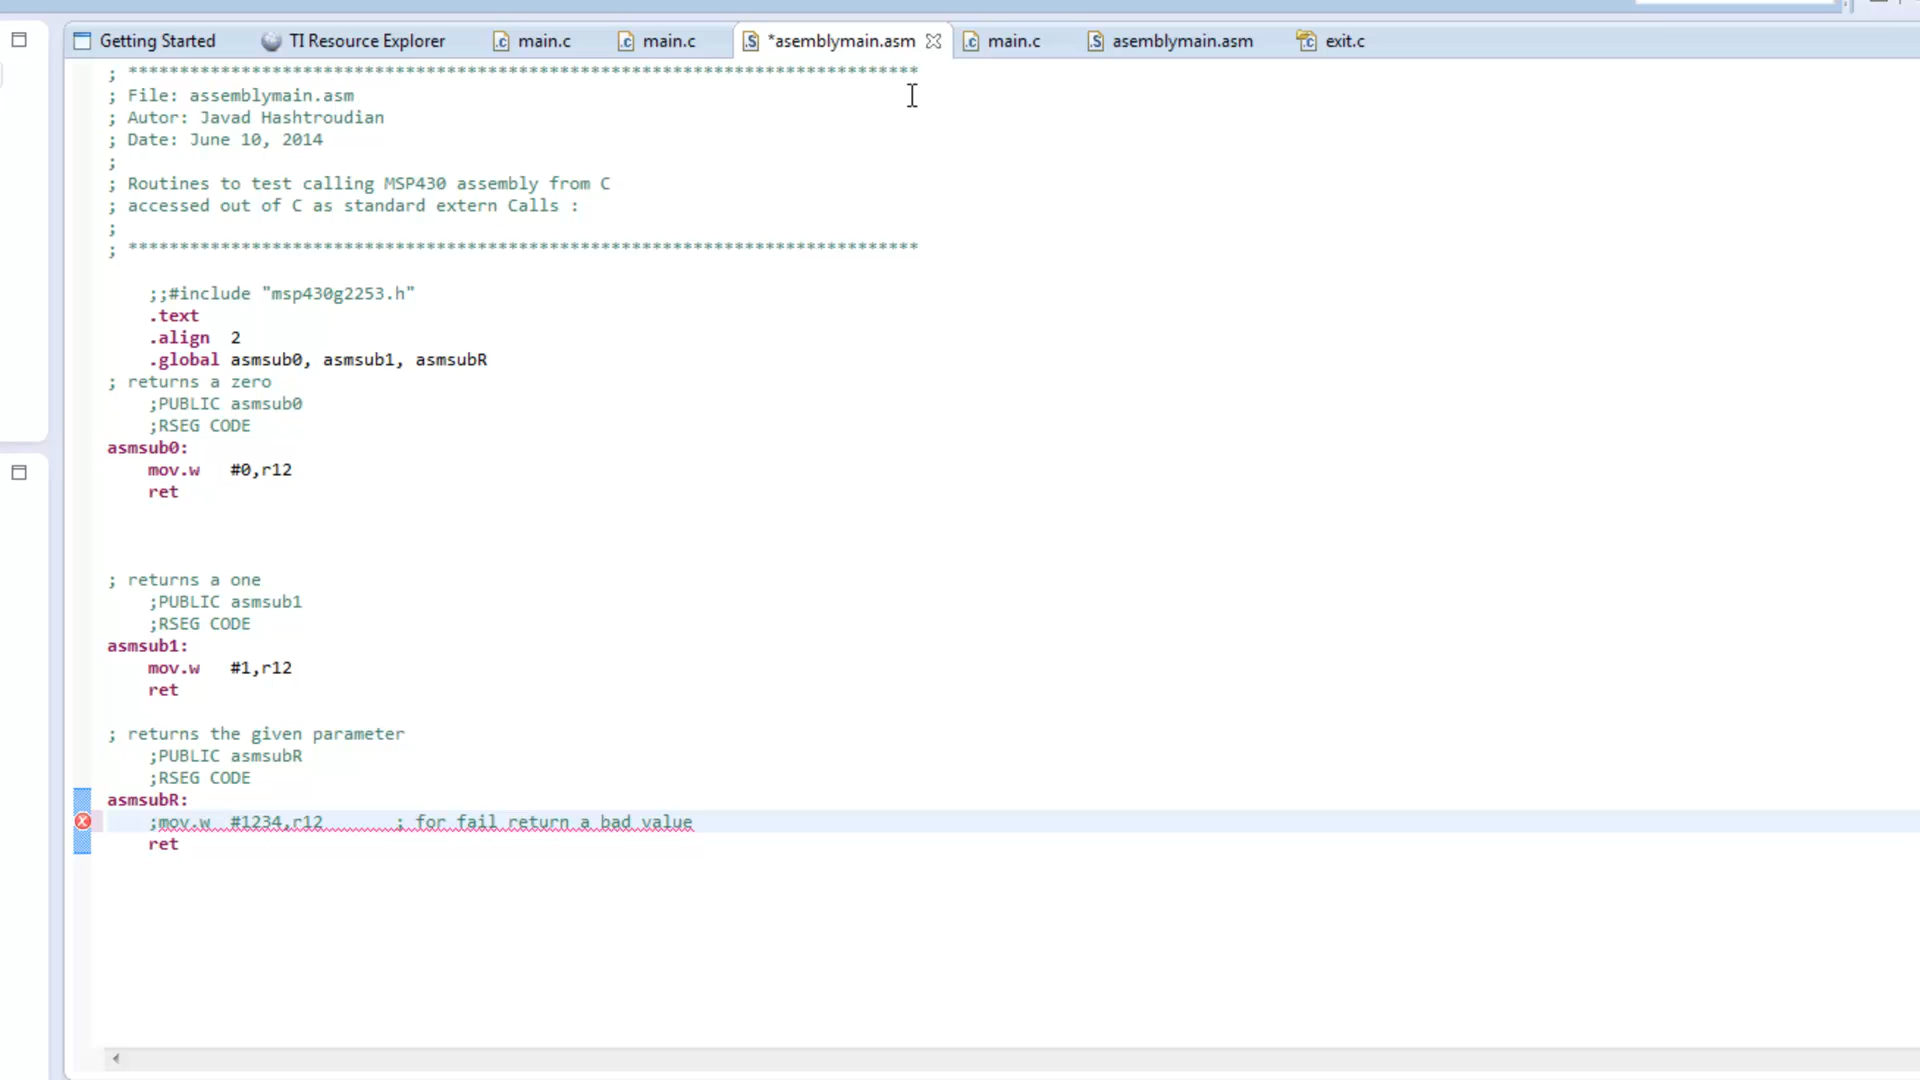 Getting Started TI Resource Explorer main.c main.c *asemblymain.asm main.c asemblymain.asm exit.c
; *****************************************************************************
; File: assemblymain.asm
; Autor: Javad Hashtroudian
; Date: June 10, 2014
;
; Routines to test calling MSP430 assembly from C
; accessed out of C as standard extern Calls :
;
; *****************************************************************************
;;#include "msp430g2253.h"
.text
.align 2
.global asmsub0, asmsub1, asmsubR
; returns a zero
;PUBLIC asmsub0
;RSEG CODE
asmsub0:
mov.w #0,r12
ret
; returns a one
;PUBLIC asmsub1
;RSEG CODE
asmsub1:
mov.w #1,r12
ret
; returns the given parameter
;PUBLIC asmsubR
;RSEG CODE
asmsubR:
;mov.w #1234,r12 ; for fail return a bad value
ret